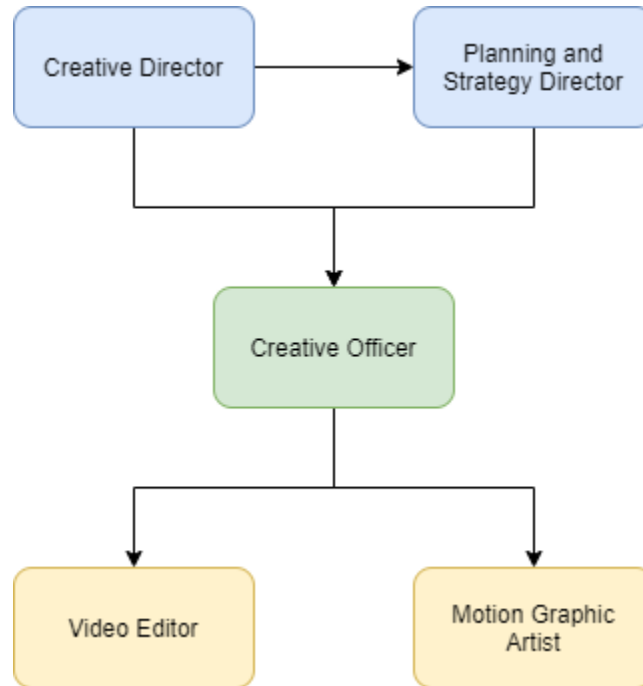 Creative Director
Planning and
Strategy Director
Creative Officer
Video Editor
Motion Graphic
Artist